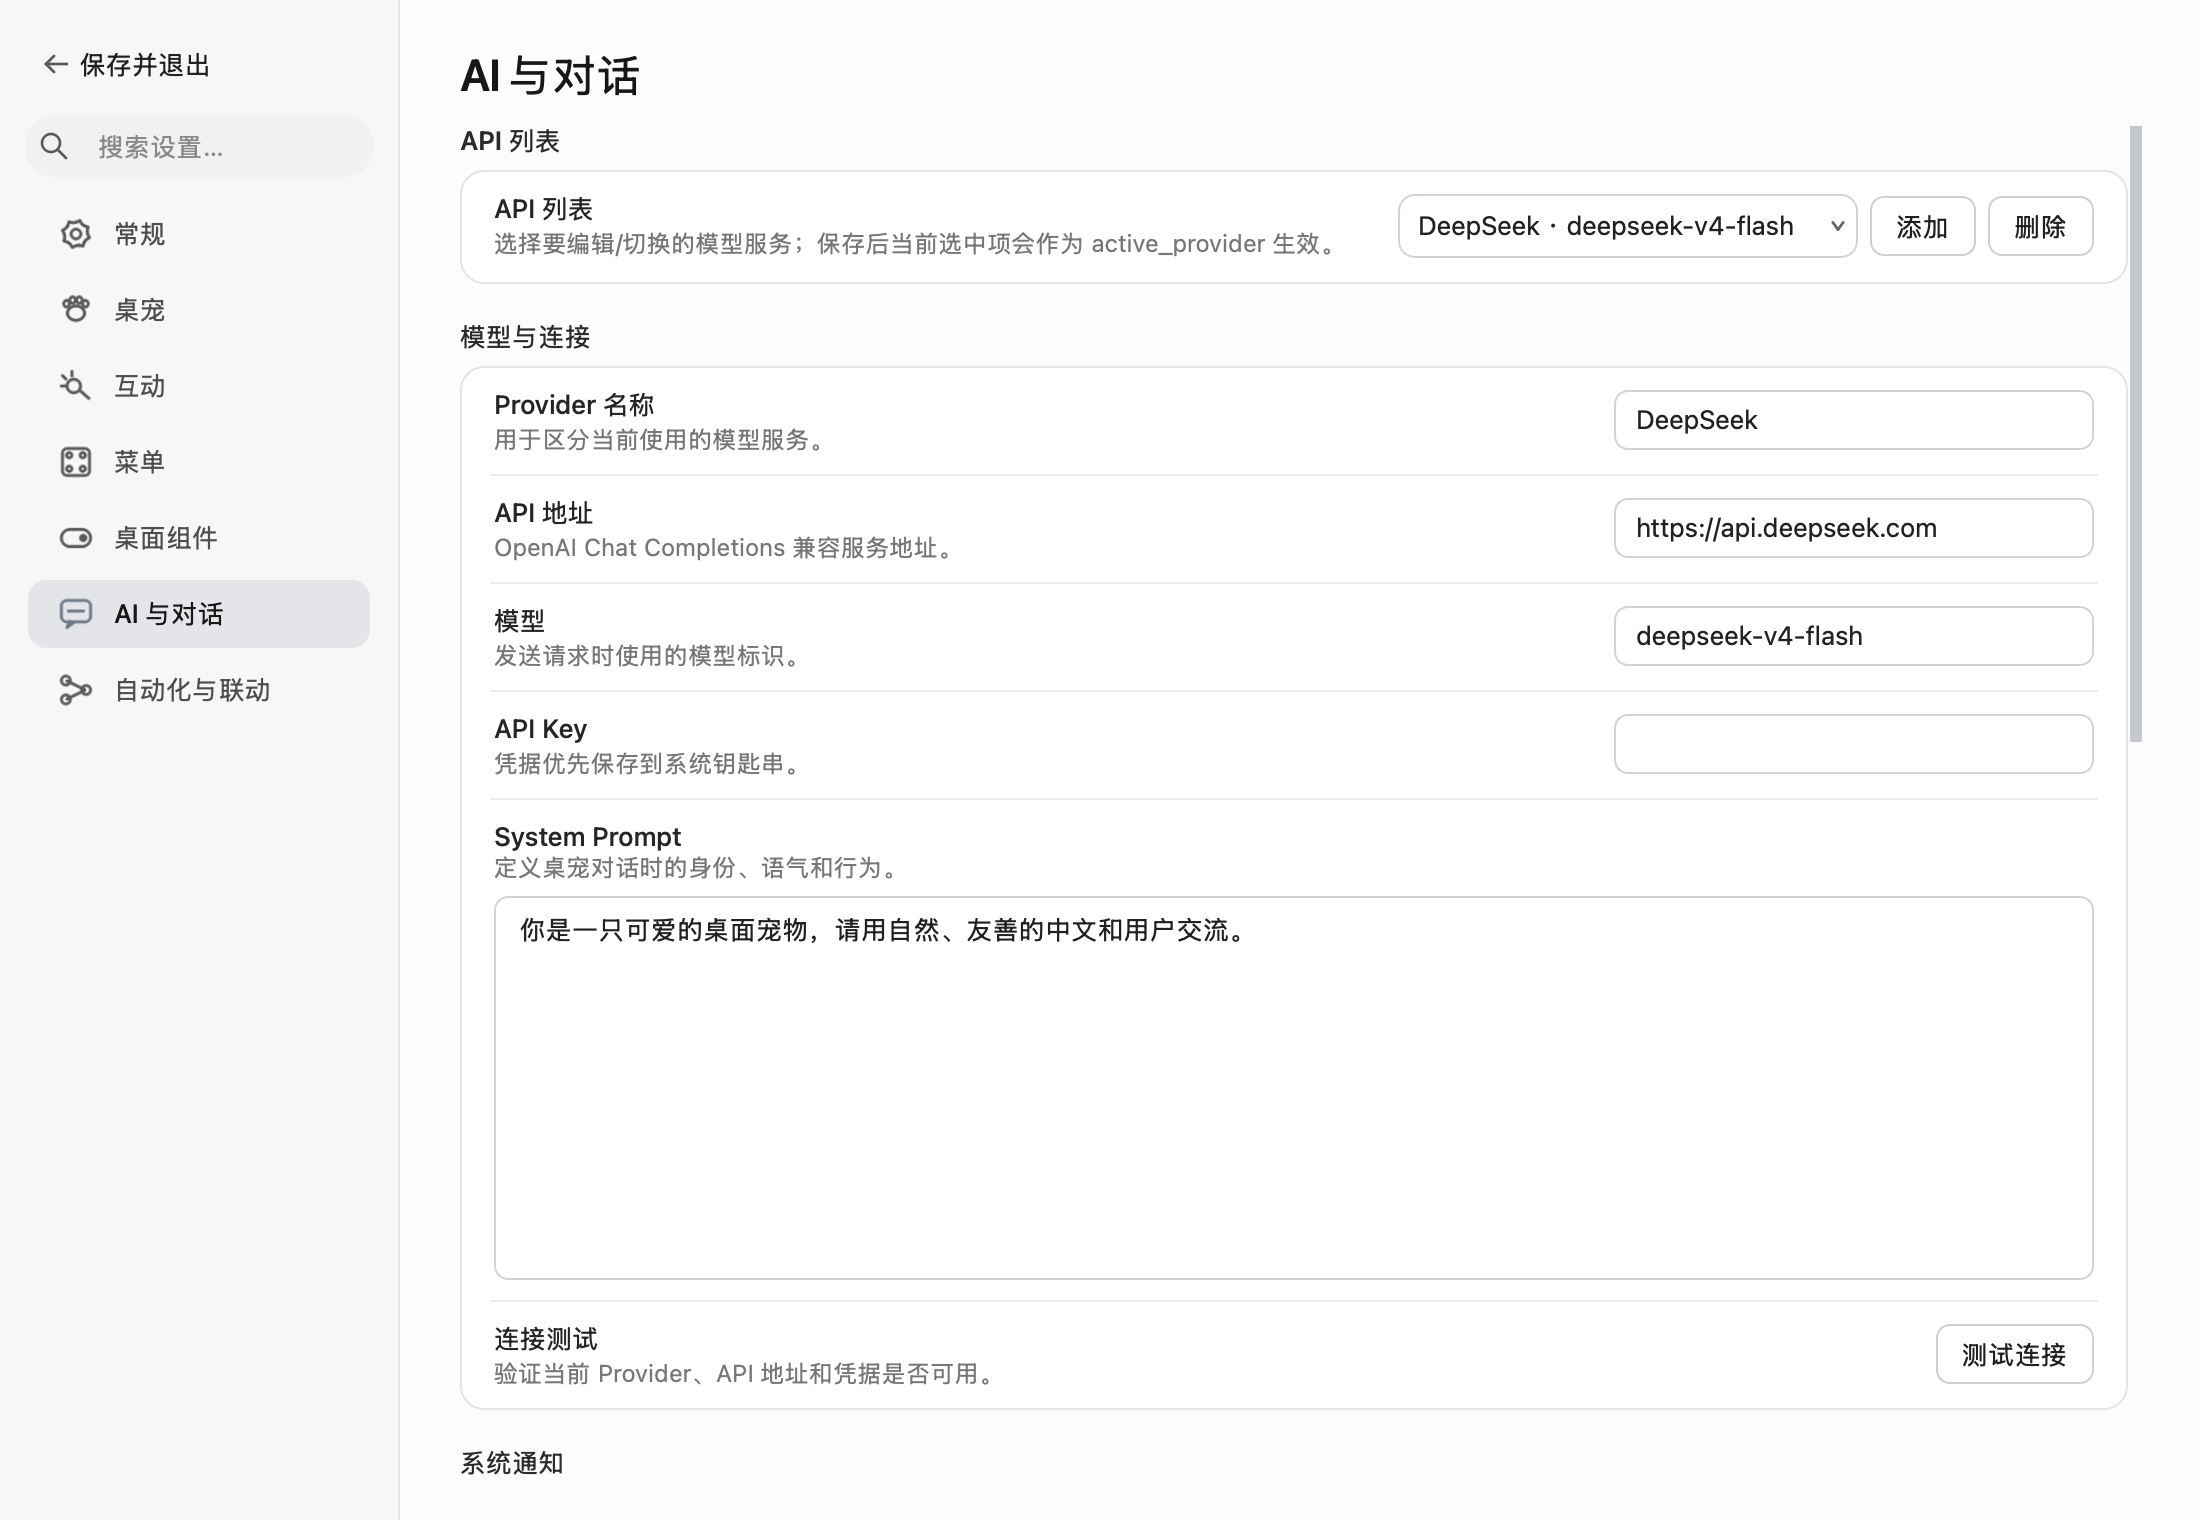 保存并退出
搜索设置...
常规
桌宠
互动
菜单
桌面组件
AI 与对话
自动化与联动
AI 与对话
API 列表
API 列表
选择要编辑/切换的模型服务；保存后当前选中项会作为 active_provider 生效。
DeepSeek · deepseek-v4-flash
添加
删除
模型与连接
Provider 名称
用于区分当前使用的模型服务。
DeepSeek
API 地址
OpenAI Chat Completions 兼容服务地址。
https://api.deepseek.com
模型
发送请求时使用的模型标识。
deepseek-v4-flash
API Key
凭据优先保存到系统钥匙串。
System Prompt
定义桌宠对话时的身份、语气和行为。
你是一只可爱的桌面宠物，请用自然、友善的中文和用户交流。
连接测试
验证当前 Provider、API 地址和凭据是否可用。
测试连接
系统通知